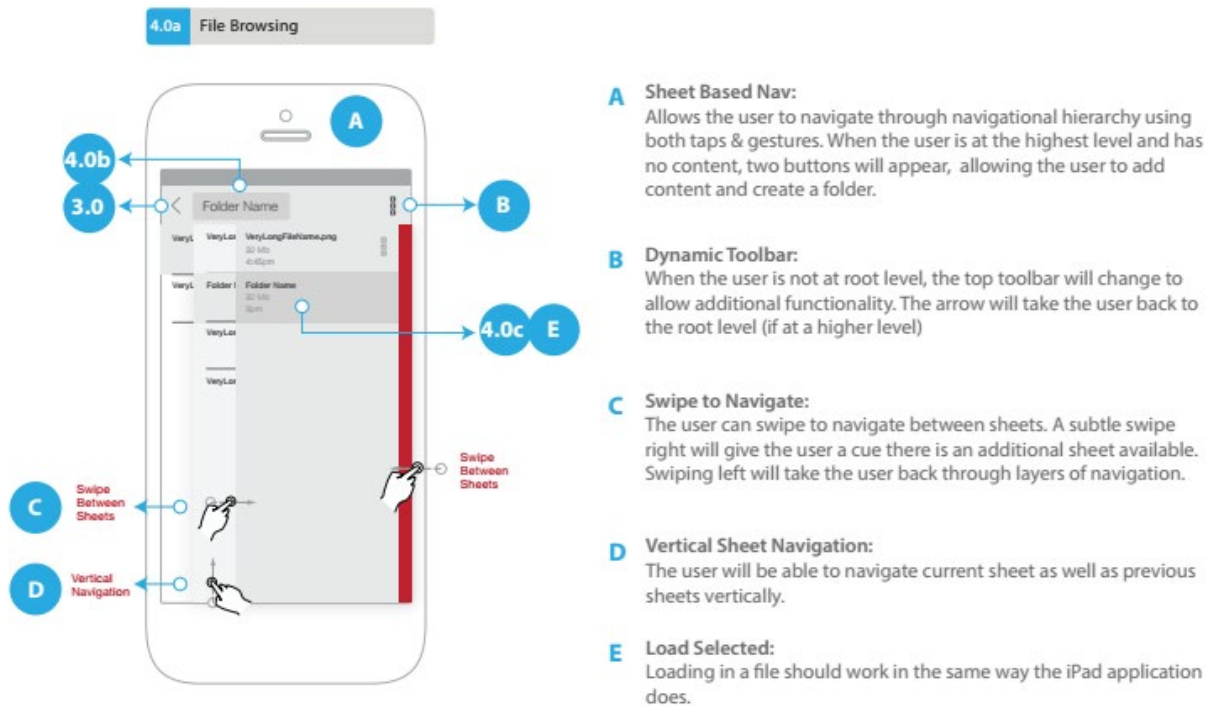 4.0a File Browsing
A
4.0b
3.0
Folder Name
B
VeryL
VeryLor
VeryLongFileName.png
32 Mb
4:45pm
VeryL
Folder
Folder Name
32 Mb
3pm
4.0c E
VeryLor
VeryLor
Swipe
Between
Sheets
C
Swipe
Between
Sheets
D
Vertical
Navigation
A Sheet Based Nav:
Allows the user to navigate through navigational hierarchy using
both taps & gestures. When the user is at the highest level and has
no content, two buttons will appear, allowing the user to add
content and create a folder.
B Dynamic Toolbar:
When the user is not at root level, the top toolbar will change to
allow additional functionality. The arrow will take the user back to
the root level (if at a higher level)
C Swipe to Navigate:
The user can swipe to navigate between sheets. A subtle swipe
right will give the user a cue there is an additional sheet available.
Swiping left will take the user back through layers of navigation.
D Vertical Sheet Navigation:
The user will be able to navigate current sheet as well as previous
sheets vertically.
E Load Selected:
Loading in a file should work in the same way the iPad application
does.